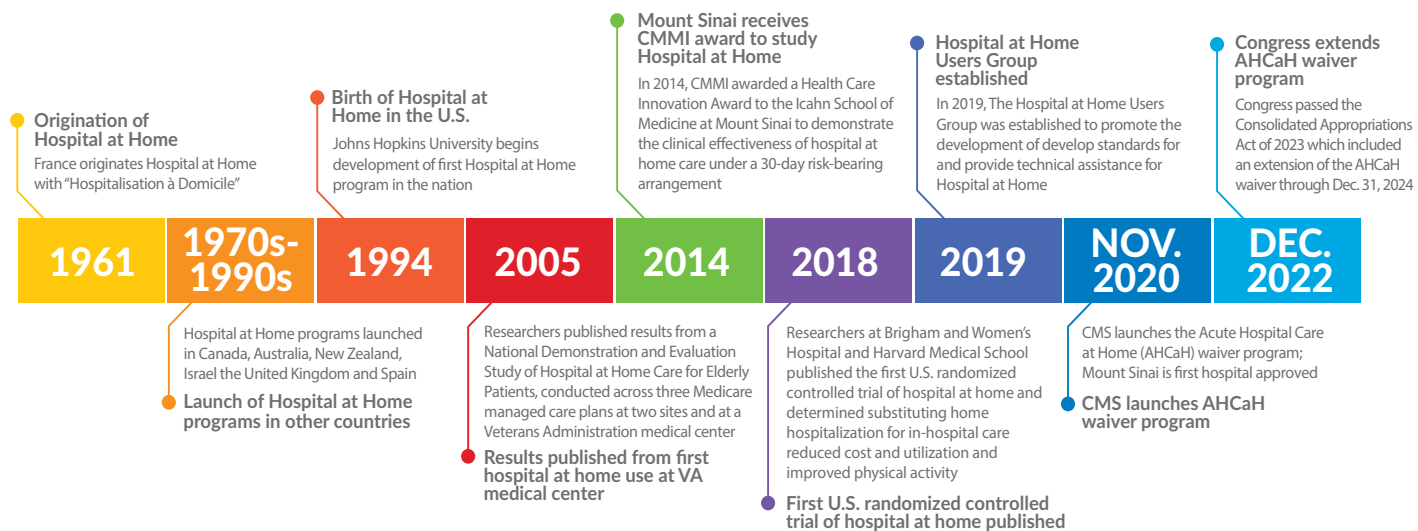 Origination of
Hospital at Home
France originates Hospital at Home
with “Hospitalisation à Domicile”
Birth of Hospital at
Home in the U.S.
Johns Hopkins University begins
development of first Hospital at Home
program in the nation
Mount Sinai receives
CMMI award to study
Hospital at Home
In 2014, CMMI awarded a Health Care
Innovation Award to the Icahn School of
Medicine at Mount Sinai to demonstrate
the clinical effectiveness of hospital at
home care under a 30-day risk-bearing
arrangement
Hospital at Home
Users Group
established
In 2019, The Hospital at Home Users
Group was established to promote the
development of develop standards for
and provide technical assistance for
Hospital at Home
Congress extends
AHCaH waiver
program
Congress passed the
Consolidated Appropriations
Act of 2023 which included
an extension of the AHCaH
waiver through Dec. 31, 2024
1961
1970s-
1990s
1994
2005
2014
2018
2019
NOV.
2020
DEC.
2022
Hospital at Home programs launched
in Canada, Australia, New Zealand,
Israel the United Kingdom and Spain
Launch of Hospital at Home
programs in other countries
Researchers published results from a
National Demonstration and Evaluation
Study of Hospital at Home Care for Elderly
Patients, conducted across three Medicare
managed care plans at two sites and at a
Veterans Administration medical center
Results published from first
hospital at home use at VA
medical center
Researchers at Brigham and Women’s
Hospital and Harvard Medical School
published the first U.S. randomized
controlled trial of hospital at home and
determined substituting home
hospitalization for in-hospital care
reduced cost and utilization and
improved physical activity
First U.S. randomized controlled
trial of hospital at home published
CMS launches the Acute Hospital Care
at Home (AHCaH) waiver program;
Mount Sinai is first hospital approved
CMS launches AHCaH
waiver program